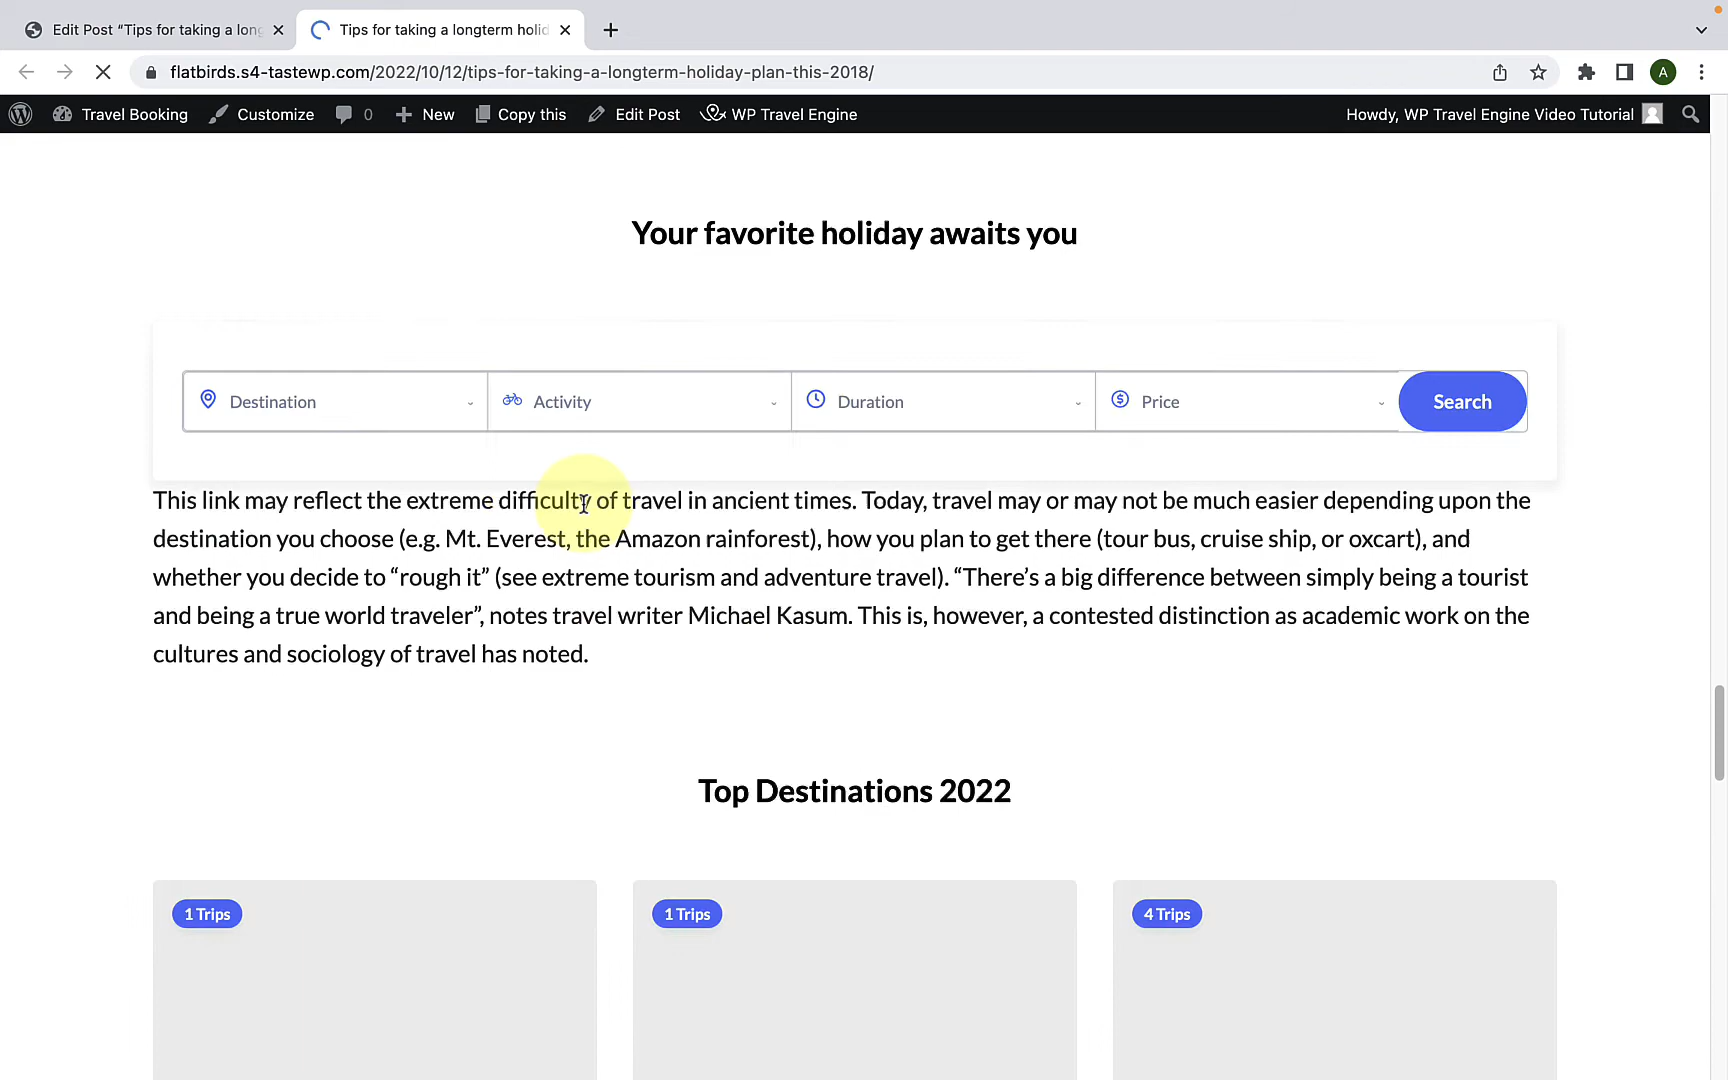 Edit Post “Tips for taking a long
Tips for taking a longterm holid
flatbirds.s4-tastewp.com/2022/10/12/tips-for-taking-a-longterm-holiday-plan-this-2018/
A
Travel Booking
Customize
0
New
Copy this
Edit Post
WP Travel Engine
Howdy, WP Travel Engine Video Tutorial
Your favorite holiday awaits you
Destination
Activity
Duration
Price
Search
This link may reflect the extreme difficulty of travel in ancient times. Today, travel may or may not be much easier depending upon the
destination you choose (e.g. Mt. Everest, the Amazon rainforest), how you plan to get there (tour bus, cruise ship, or oxcart), and
whether you decide to “rough it” (see extreme tourism and adventure travel). “There’s a big difference between simply being a tourist
and being a true world traveler”, notes travel writer Michael Kasum. This is, however, a contested distinction as academic work on the
cultures and sociology of travel has noted.
Top Destinations 2022
1 Trips
1 Trips
4 Trips